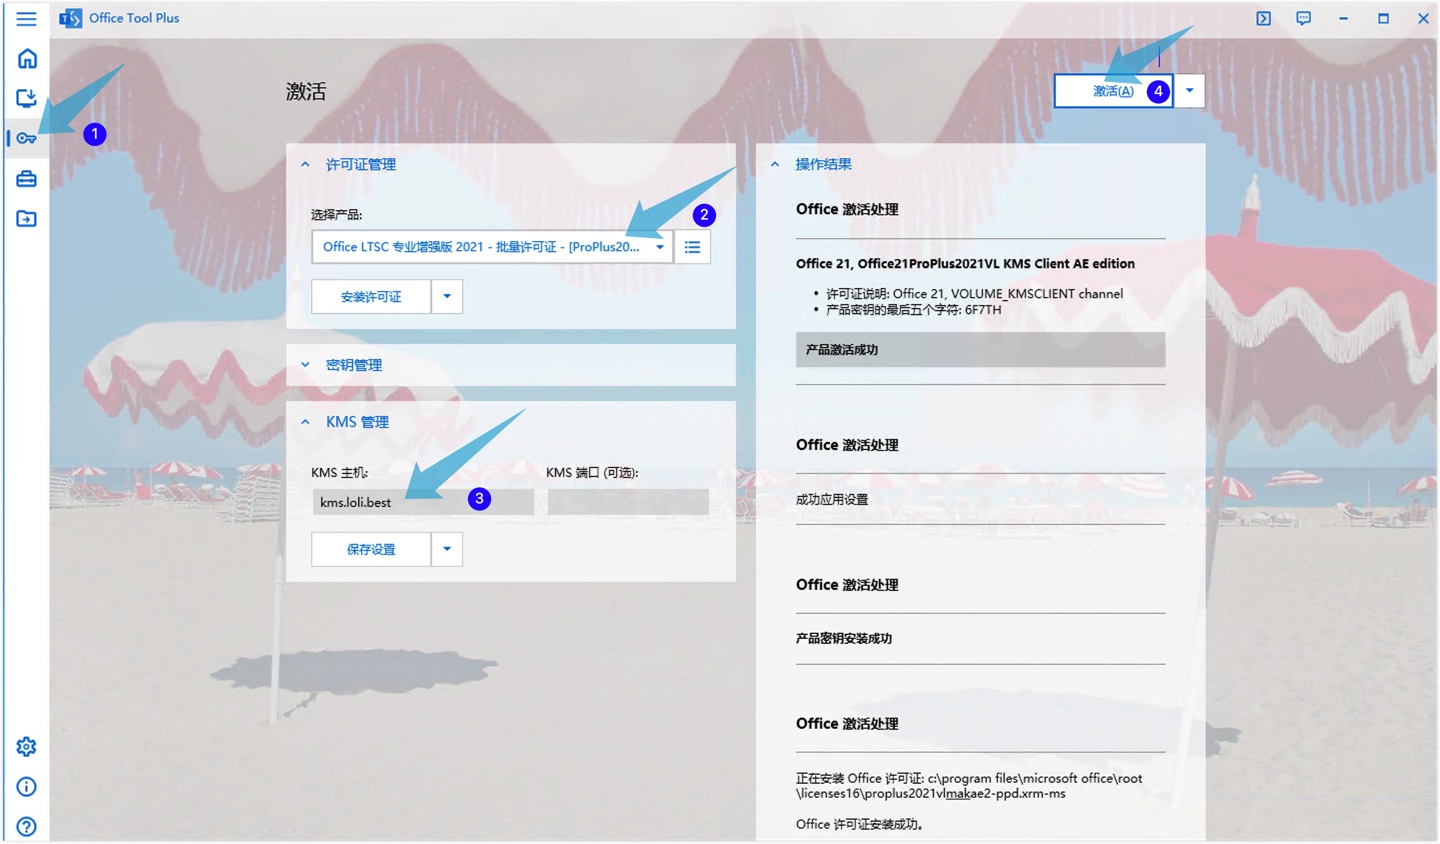 Office Tool Plus
激活
激活(A)
4
1
许可证管理
选择产品:
2
Office LTSC 专业增强版 2021 - 批量许可证 - [ProPlus20...
安装许可证
密钥管理
KMS 管理
KMS 主机:
KMS 端口 (可选):
kms.loli.best
3
保存设置
操作结果
Office 激活处理
Office 21, Office21ProPlus2021VL KMS Client AE edition
• 许可证说明: Office 21, VOLUME_KMSCLIENT channel
• 产品密钥的最后五个字符: 6F7TH
产品激活成功
Office 激活处理
成功应用设置
Office 激活处理
产品密钥安装成功
Office 激活处理
正在安装 Office 许可证: c:\program files\microsoft office\root
\licenses16\proplus2021vlmakae2-ppd.xrm-ms
Office 许可证安装成功。